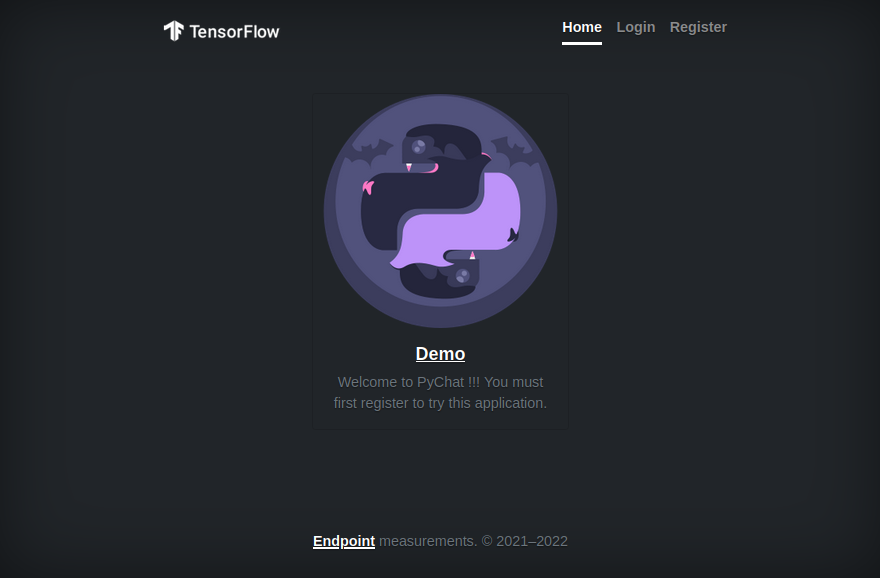 TensorFlow
Home Login Register
Demo
Welcome to PyChat !!! You must
first register to try this application.
Endpoint measurements. © 2021–2022